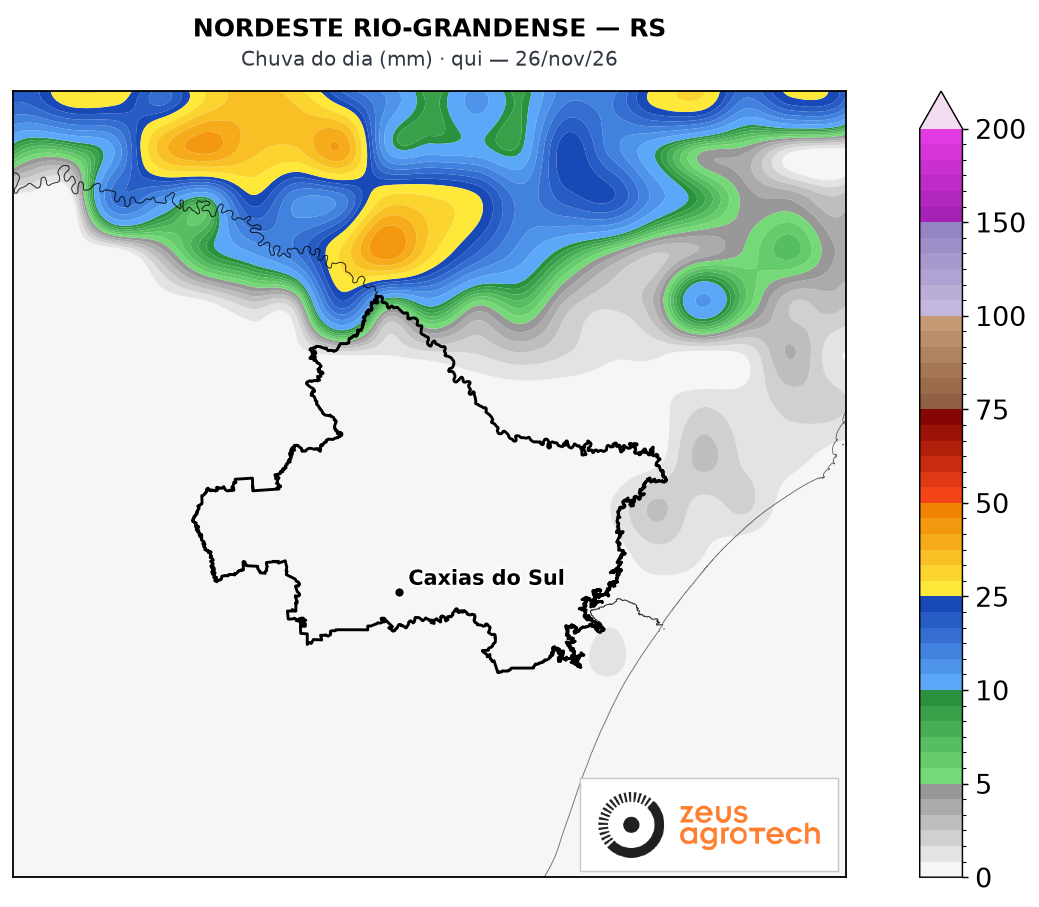 NORDESTE RIO-GRANDENSE — RS
Chuva do dia (mm) · qui — 26/nov/26
200
150
100
75
50
25
10
5
0
Caxias do Sul
zeus
agrotech